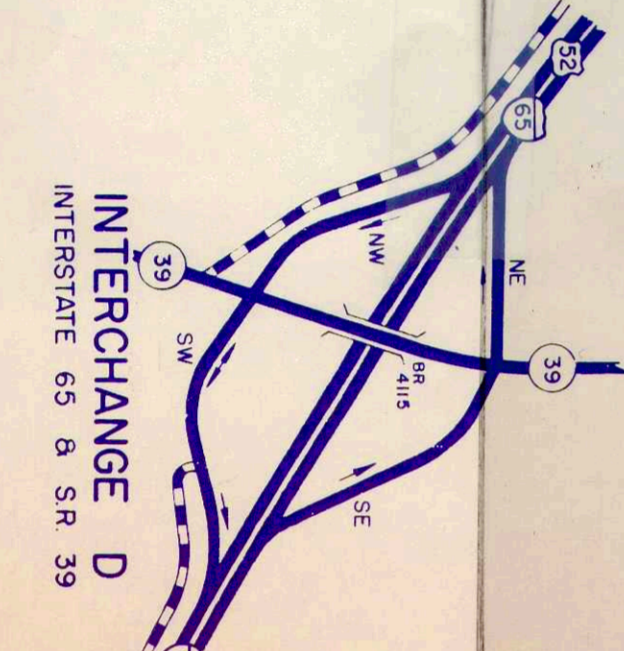 52
65
NE
39
NW
39
BR
4115
SW
SE
INTERCHANGE D
INTERSTATE 65 & S.R. 39